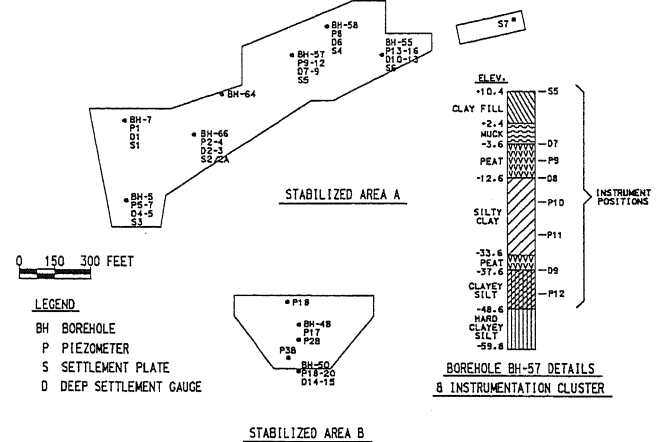 BH-58
P8
D6
S4
S7
BH-57
P9-12
D7-9
S5
BH-55
P13-16
D10-13
S6
BH-64
BH-7
P1
D1
S1
BH-66
P2-4
D2-3
S2/2A
BH-5
P5-7
D4-5
S3
STABILIZED AREA A
0 150 300 FEET
LEGEND
BH BOREHOLE
P PIEZOMETER
S SETTLEMENT PLATE
D DEEP SETTLEMENT GAUGE
P18
BH-48
P17
P2B
P3B
BH-50
P18-20
D14-15
STABILIZED AREA B
ELEV.
+10.4
S5
CLAY FILL
-2.4
MUCK
-3.6
D7
PEAT
P9
-12.6
D8
P10
SILTY
CLAY
P11
-33.6
PEAT
-37.6
D9
CLAYEY
SILT
P12
-48.6
HARD
CLAYEY
SILT
-59.8
INSTRUMENT
POSITIONS
BOREHOLE BH-57 DETAILS
& INSTRUMENTATION CLUSTER